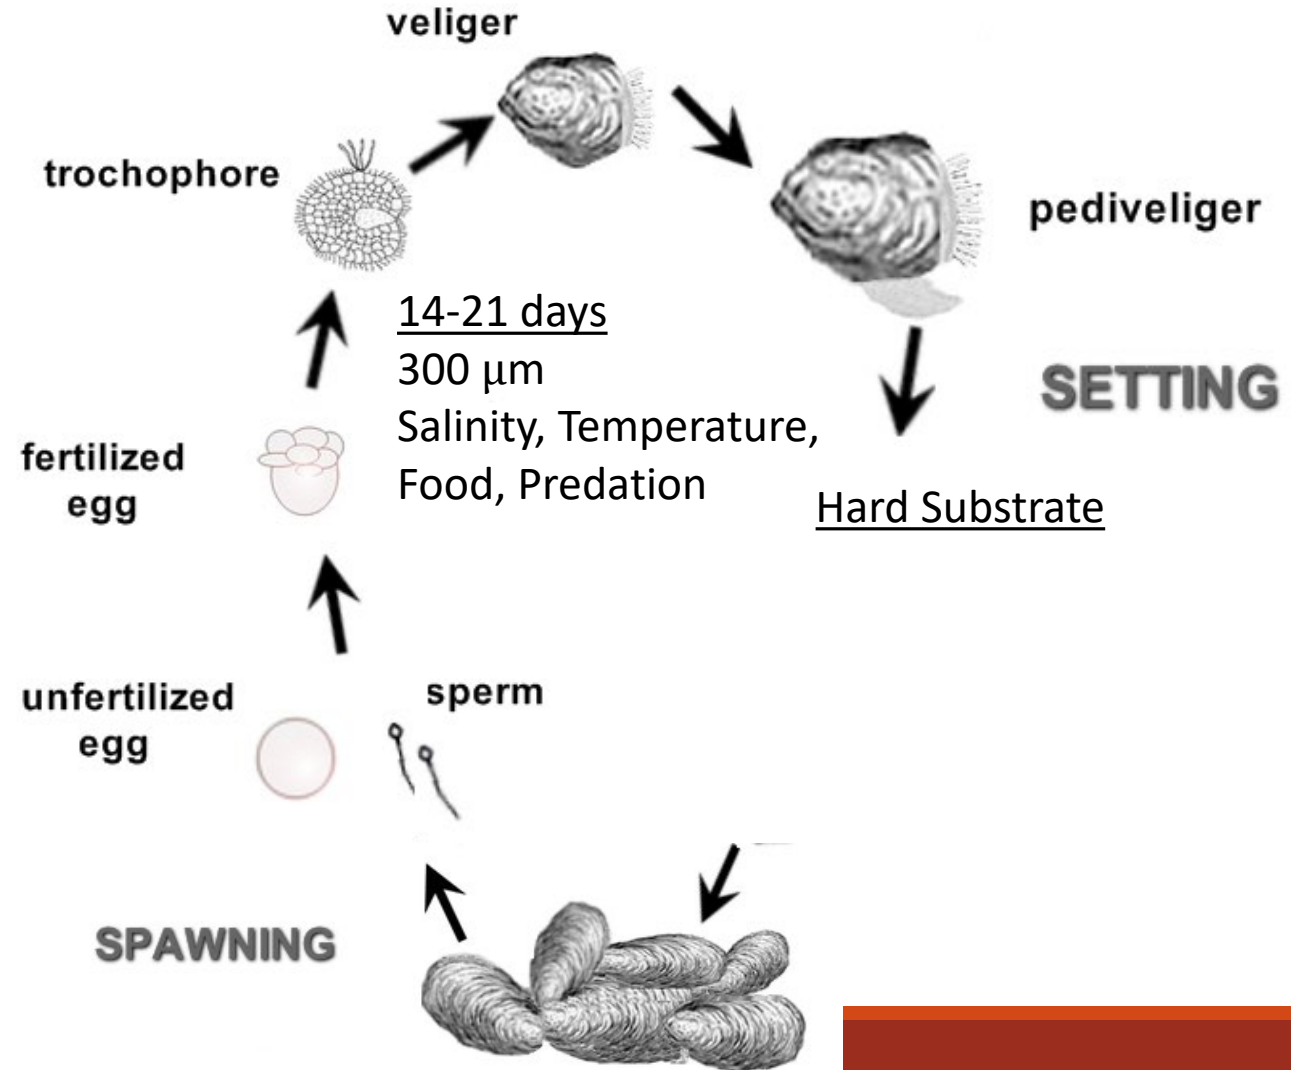 veliger
trochophore
pediveliger
14-21 days
300 μm
Salinity, Temperature,
Food, Predation
SETTING
fertilized
egg
Hard Substrate
unfertilized
egg
sperm
SPAWNING